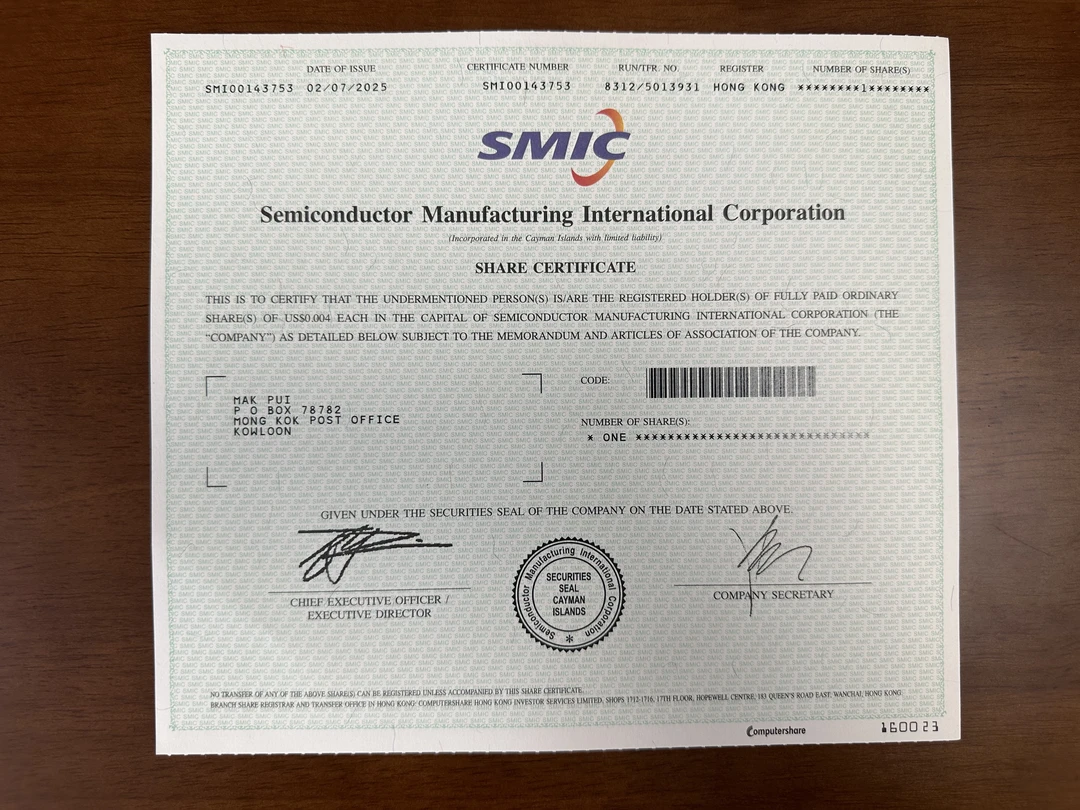 DATE OF ISSUE CERTIFICATE NUMBER RUN/TFR. NO. REGISTER NUMBER OF SHARE(S)
SMI00143753 02/07/2025 SMI00143753 8312/5013931 HONG KONG ********1********
SMIC
Semiconductor Manufacturing International Corporation
(Incorporated in the Cayman Islands with limited liability)
SHARE CERTIFICATE
THIS IS TO CERTIFY THAT THE UNDERMENTIONED PERSON(S) IS/ARE THE REGISTERED HOLDER(S) OF FULLY PAID ORDINARY
SHARE(S) OF US$0.004 EACH IN THE CAPITAL OF SEMICONDUCTOR MANUFACTURING INTERNATIONAL CORPORATION (THE
“COMPANY”) AS DETAILED BELOW SUBJECT TO THE MEMORANDUM AND ARTICLES OF ASSOCIATION OF THE COMPANY.
MAK PUI
P O BOX 78782
MONG KOK POST OFFICE
KOWLOON
CODE:
NUMBER OF SHARE(S):
* ONE ******************************
GIVEN UNDER THE SECURITIES SEAL OF THE COMPANY ON THE DATE STATED ABOVE.
CHIEF EXECUTIVE OFFICER /
EXECUTIVE DIRECTOR
Semiconductor Manufacturing International Corporation *
SECURITIES
SEAL
CAYMAN
ISLANDS
COMPANY SECRETARY
NO TRANSFER OF ANY OF THE ABOVE SHARE(S) CAN BE REGISTERED UNLESS ACCOMPANIED BY THIS SHARE CERTIFICATE.
BRANCH SHARE REGISTRAR AND TRANSFER OFFICE IN HONG KONG: COMPUTERSHARE HONG KONG INVESTOR SERVICES LIMITED, SHOPS 1712-1716, 17TH FLOOR, HOPEWELL CENTRE, 183 QUEEN'S ROAD EAST, WANCHAI, HONG KONG.
Computershare
160023